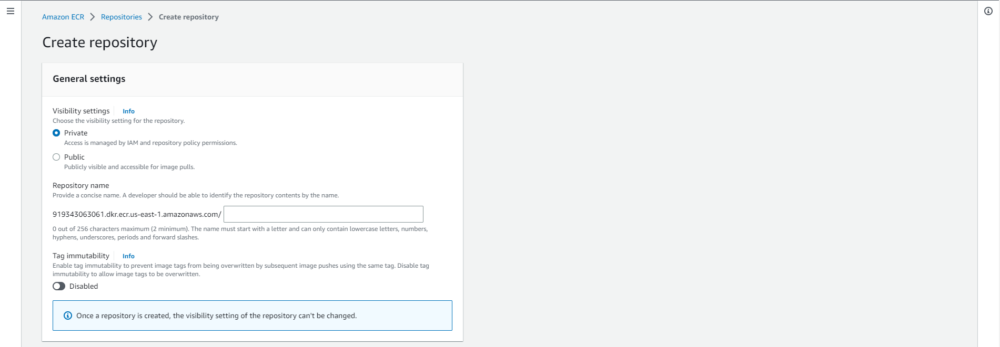 Amazon ECR > Repositories > Create repository
Create repository
General settings
Visibility settings Info
Choose the visibility setting for the repository.
Private
Access is managed by IAM and repository policy permissions.
Public
Publicly visible and accessible for image pulls.
Repository name
Provide a concise name. A developer should be able to identify the repository contents by the name.
919343063061.dkr.ecr.us-east-1.amazonaws.com/
0 out of 256 characters maximum (2 minimum). The name must start with a letter and can only contain lowercase letters, numbers,
hyphens, underscores, periods and forward slashes.
Tag immutability Info
Enable tag immutability to prevent image tags from being overwritten by subsequent image pushes using the same tag. Disable tag
immutability to allow image tags to be overwritten.
Disabled
Once a repository is created, the visibility setting of the repository can't be changed.